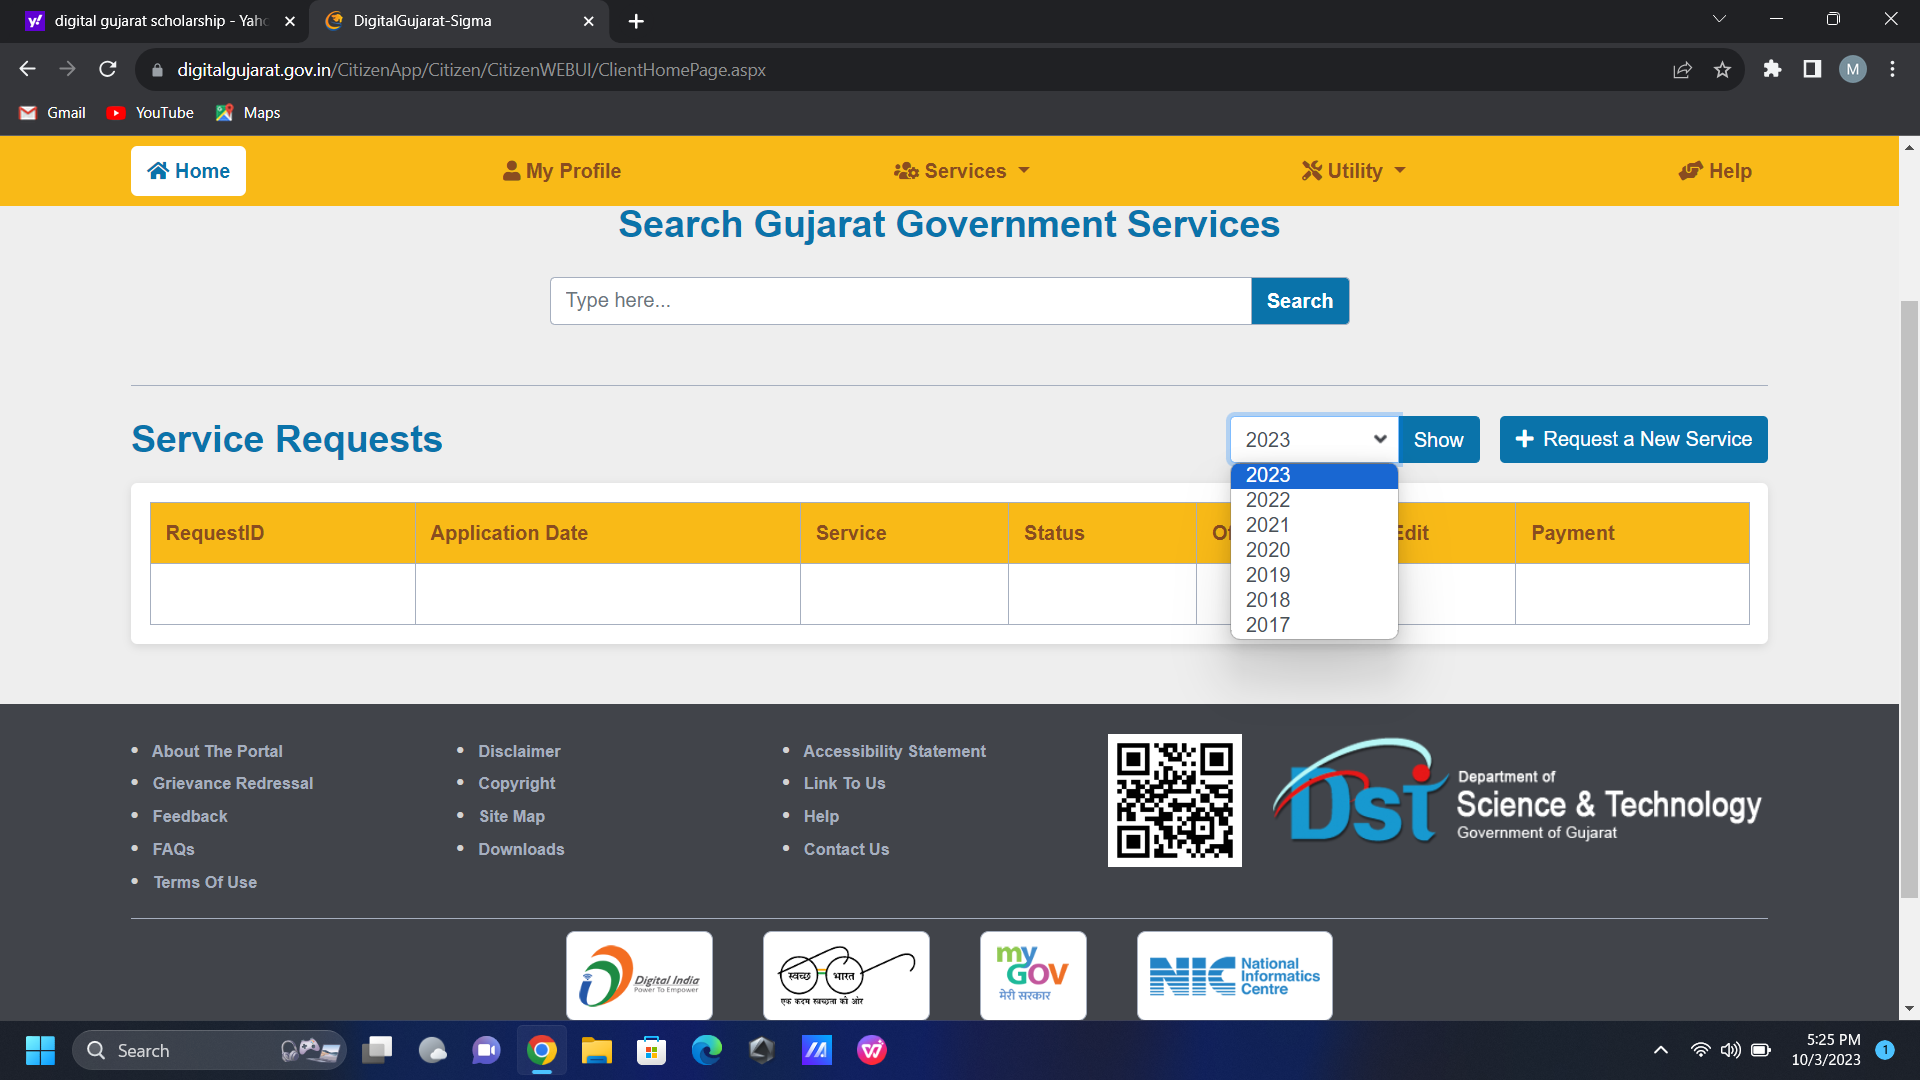 digital gujarat scholarship - Yaho
DigitalGujarat-Sigma
digitalgujarat.gov.in/CitizenApp/Citizen/CitizenWEBUI/ClientHomePage.aspx
M
Gmail
YouTube
Maps
Home
My Profile
Services
Utility
Help
Search Gujarat Government Services
Type here...
Search
Service Requests
2023
Show
+ Request a New Service
2023
2022
2021
2020
2019
2018
2017
RequestID
Application Date
Service
Status
Edit
Payment
About The Portal
Grievance Redressal
Feedback
FAQs
Terms Of Use
Disclaimer
Copyright
Site Map
Downloads
Accessibility Statement
Link To Us
Help
Contact Us
Dst
Department of
Science & Technology
Government of Gujarat
Digital India
Power To Empower
स्वच्छ भारत
एक कदम स्वच्छता की ओर
my
GOV
मेरी सरकार
NIC
National
Informatics
Centre
Search
5:25 PM
10/3/2023
1